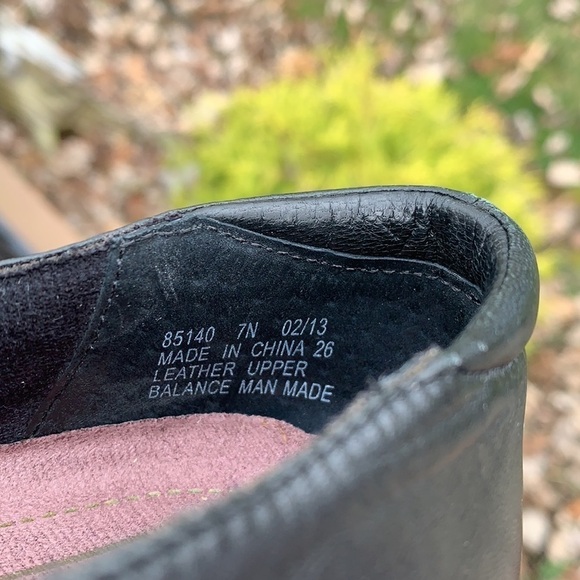 85140 7N 02/13
MADE IN CHINA 26
LEATHER UPPER
BALANCE MAN MADE